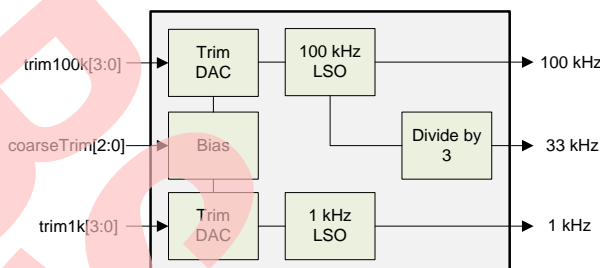 trim100k[3:0]
Trim
DAC
100 kHz
LSO
100 kHz
coarseTrim[2:0]
Bias
Divide by
3
33 kHz
trim1k[3:0]
Trim
DAC
1 kHz
LSO
1 kHz